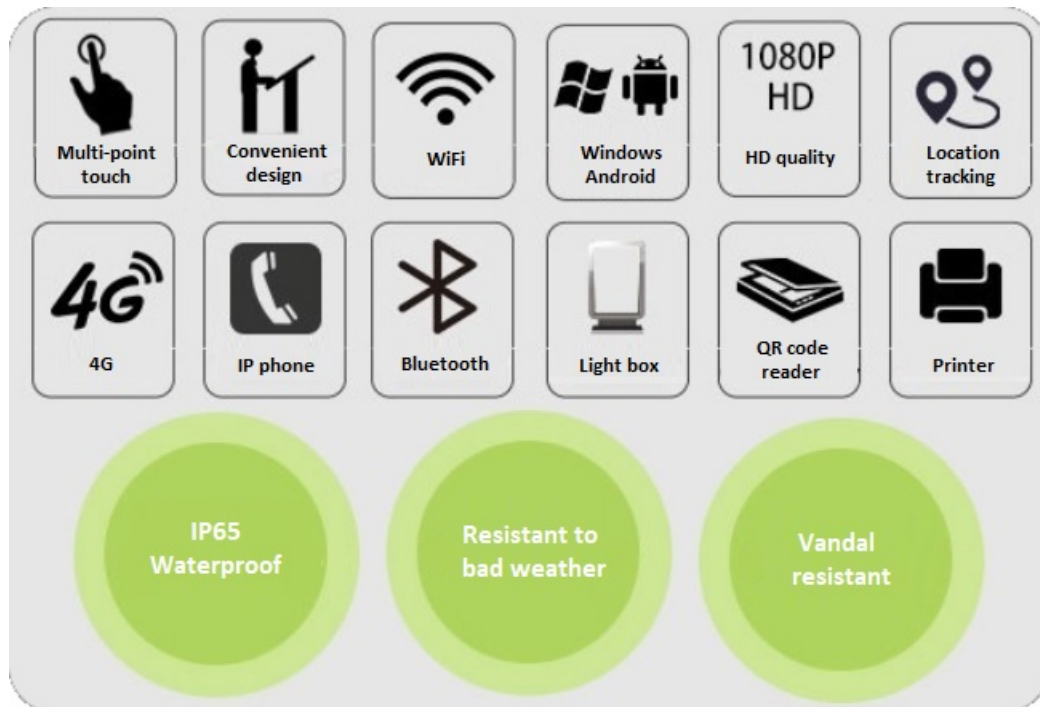 1080P
HD
Multi-point
touch
Convenient
design
WiFi
Windows
Android
HD quality
Location
tracking
4G
4G
IP phone
Bluetooth
Light box
QR code
reader
Printer
IP65
Waterproof
Resistant to
bad weather
Vandal
resistant